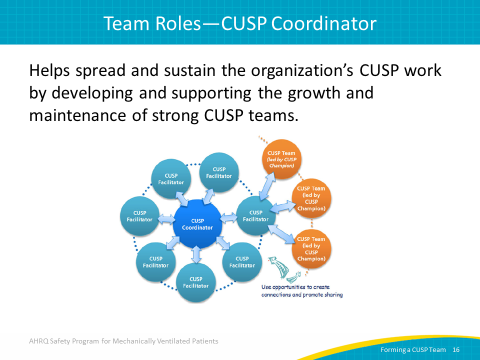 Team Roles—CUSP Coordinator
Helps spread and sustain the organization's CUSP work
by developing and supporting the growth and
maintenance of strong CUSP teams.
CUSP Team
(led by CUSP
Champion)
CUSP
Facilitator
CUSP
Facilitator
CUSP Team
(led by
CUSP
Champion)
CUSP
Facilitator
CUSP
Coordinator
CUSP
Facilitator
CUSP Team
(led by
CUSP
Champion)
CUSP
Facilitator
CUSP
Facilitator
CUSP
Facilitator
Use opportunities to create
connections and promote sharing
AHRQ Safety Program for Mechanically Ventilated Patients
Forming a CUSP Team 16